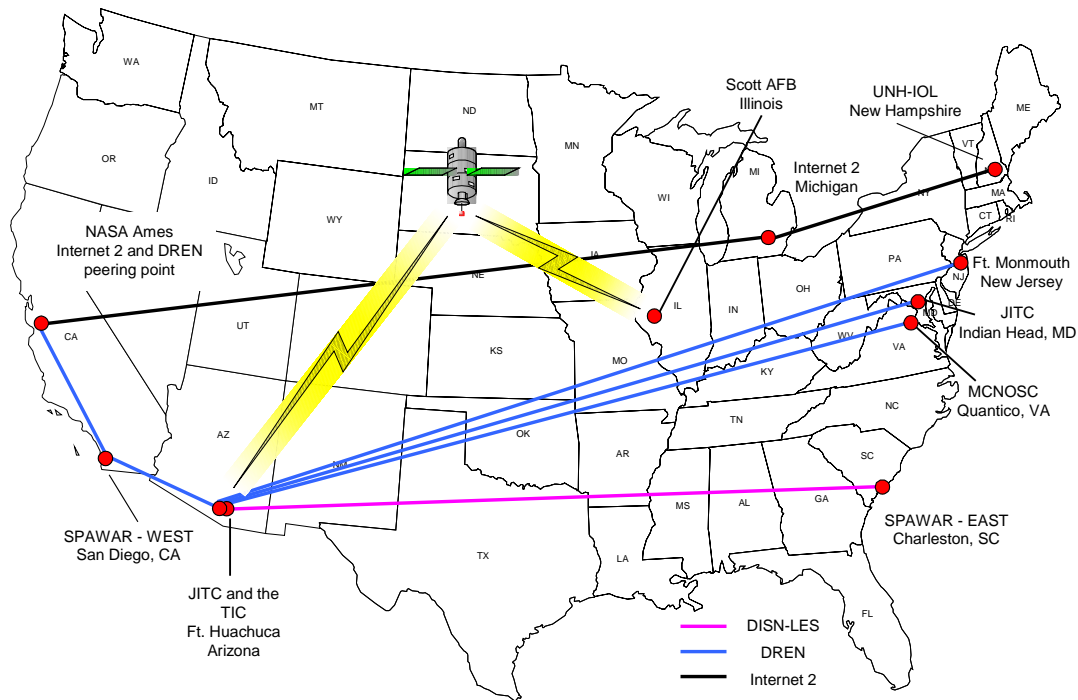 WA
MT
ND
MN
OR
ID
WY
WI
MI
NY
VT
ME
MA
CT
RI
Scott AFB
Illinois
UNH-IOL
New Hampshire
Internet 2
Michigan
NASA Ames
Internet 2 and DREN
peering point
NE
IA
PA
NJ
Ft. Monmouth
New Jersey
CA
UT
KS
MO
IL
IN
OH
WV
VA
MD
DE
JITC
Indian Head, MD
KY
MCNOSC
Quantico, VA
AZ
NM
OK
AR
TN
NC
SC
MS
AL
GA
TX
LA
FL
SPAWAR - WEST
San Diego, CA
SPAWAR - EAST
Charleston, SC
JITC and the
TIC
Ft. Huachuca
Arizona
DISN-LES
DREN
Internet 2